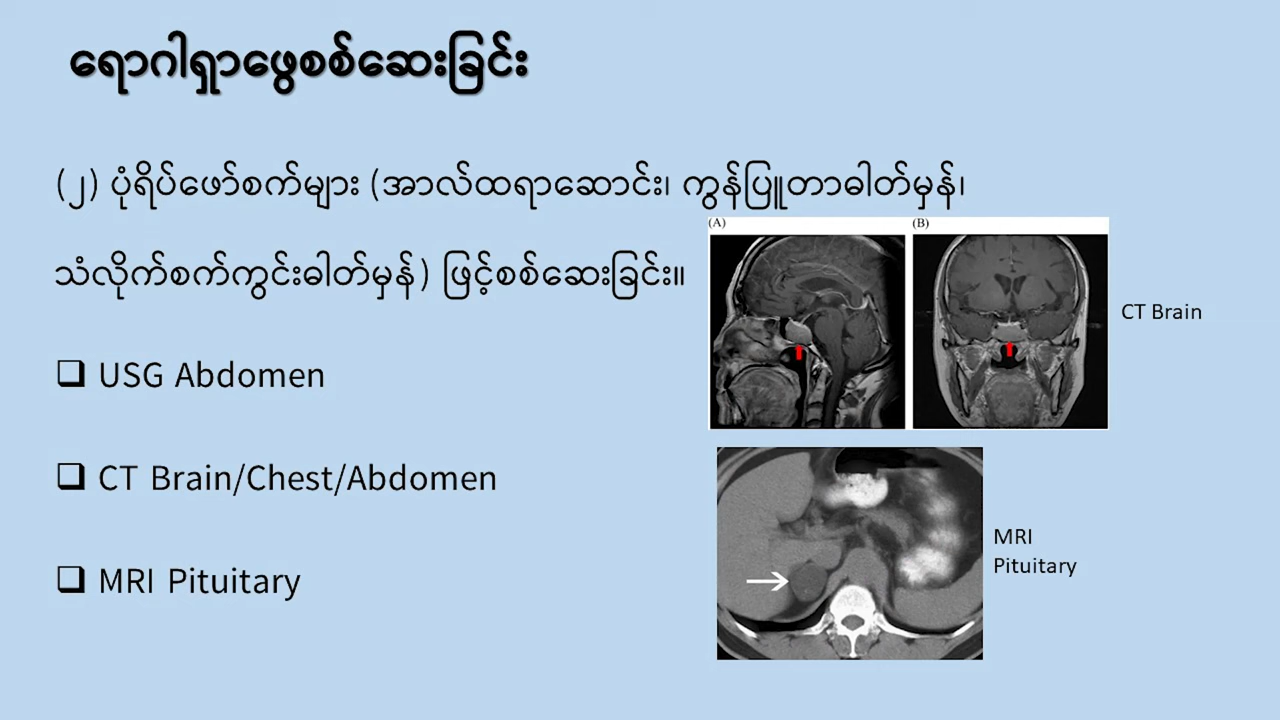 ရောဂါရှာဖွေစစ်ဆေးခြင်း
(၂) ပုံရိပ်ဖော်စက်များ (အာလ်ထရာဆောင်း၊ ကွန်ပြူတာဓါတ်မှန်၊
သံလိုက်စက်ကွင်းဓါတ်မှန်) ဖြင့်စစ်ဆေးခြင်း။
(A)
(B)
CT Brain
❑ USG Abdomen
❑ CT Brain/Chest/Abdomen
❑ MRI Pituitary
MRI
Pituitary